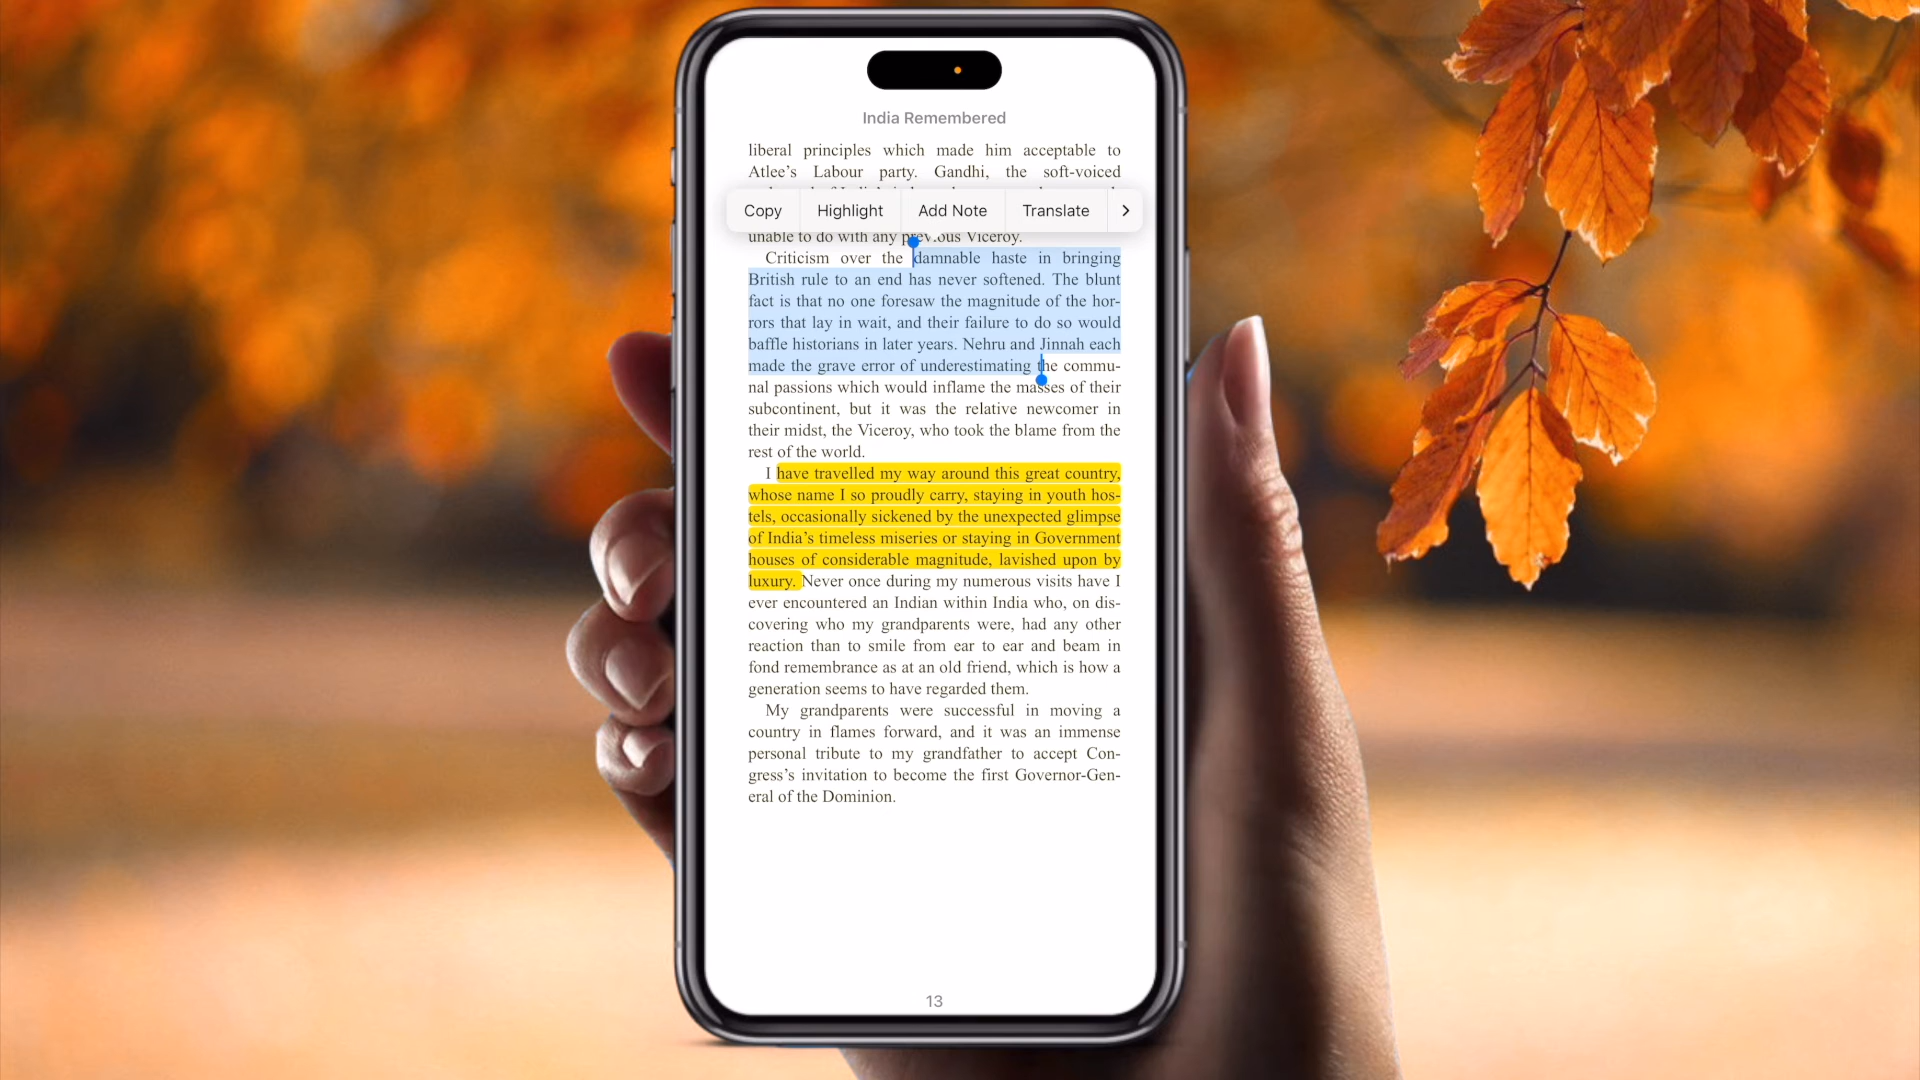 India Remembered
liberal principles which made him acceptable to
Atlee’s Labour party. Gandhi, the soft-voiced
Copy Highlight Add Note Translate
unable to do with any previous Viceroy.
Criticism over the damnable haste in bringing
British rule to an end has never softened. The blunt
fact is that no one foresaw the magnitude of the hor-
rors that lay in wait, and their failure to do so would
baffle historians in later years. Nehru and Jinnah each
made the grave error of underestimating the commu-
nal passions which would inflame the masses of their
subcontinent, but it was the relative newcomer in
their midst, the Viceroy, who took the blame from the
rest of the world.
I have travelled my way around this great country,
whose name I so proudly carry, staying in youth hos-
tels, occasionally sickened by the unexpected glimpse
of India’s timeless miseries or staying in Government
houses of considerable magnitude, lavished upon by
luxury. Never once during my numerous visits have I
ever encountered an Indian within India who, on dis-
covering who my grandparents were, had any other
reaction than to smile from ear to ear and beam in
fond remembrance as at an old friend, which is how a
generation seems to have regarded them.
My grandparents were successful in moving a
country in flames forward, and it was an immense
personal tribute to my grandfather to accept Con-
gress’s invitation to become the first Governor-Gen-
eral of the Dominion.
13